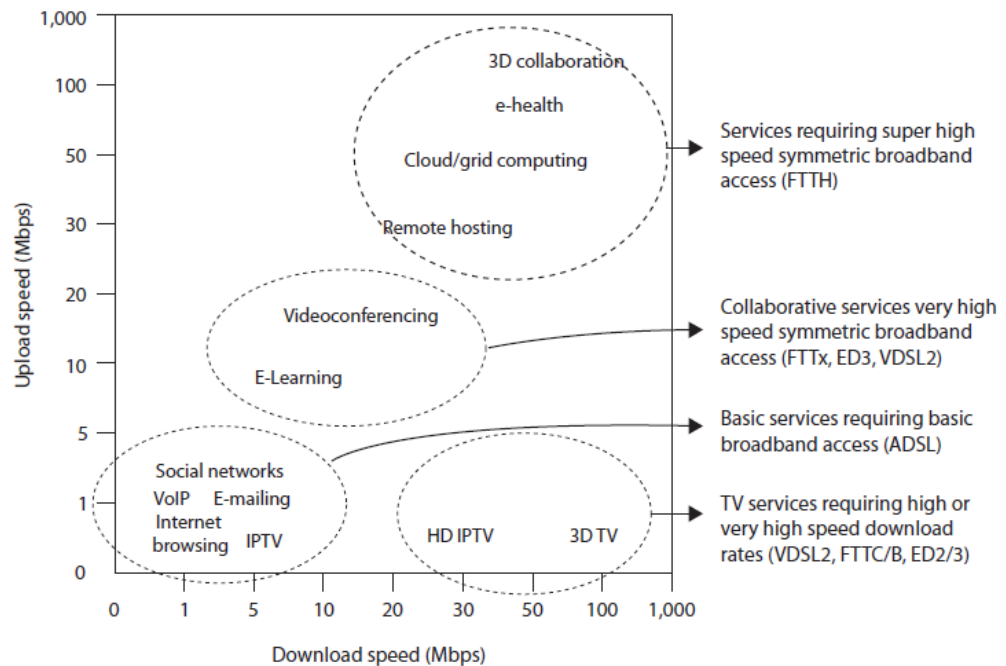 1,000
100
50
30
20
10
5
1
0
Upload speed (Mbps)
3D collaboration
e-health
Cloud/grid computing
Remote hosting
Videoconferencing
E-Learning
Social networks
VoIP E-mailing
Internet
browsing
IPTV
HD IPTV
3D TV
Services requiring super high
speed symmetric broadband
access (FTTH)
Collaborative services very high
speed symmetric broadband
access (FTTx, ED3, VDSL2)
Basic services requiring basic
broadband access (ADSL)
TV services requiring high or
very high speed download
rates (VDSL2, FTTC/B, ED2/3)
0 1 5 10 20 30 50 100 1,000
Download speed (Mbps)